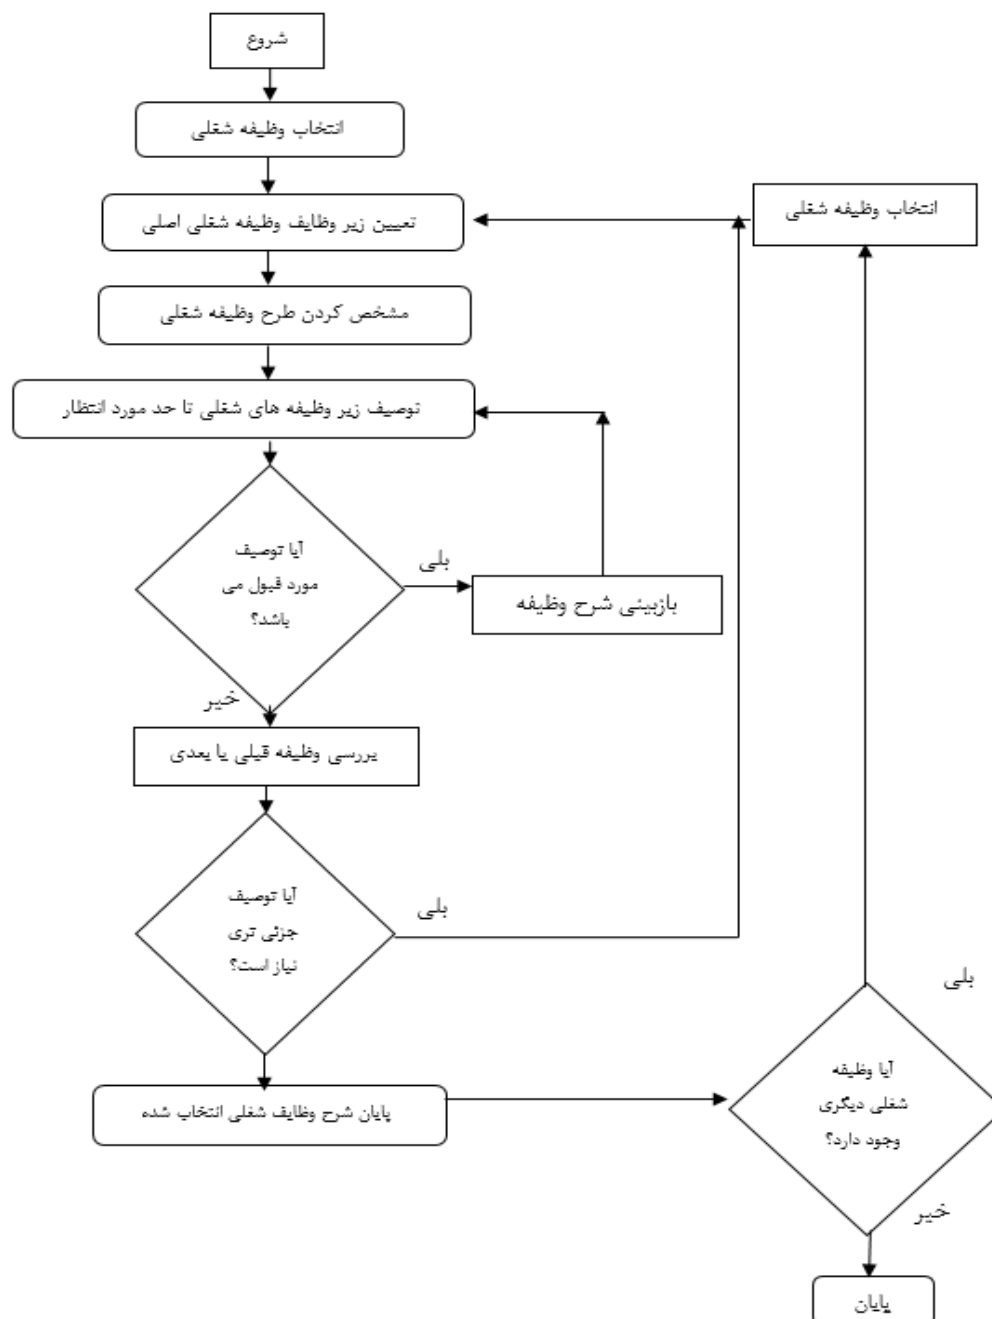 شروع
انتخاب وظیفه شغلی
تعیین زیر وظایف وظیفه شغلی اصلی
انتخاب وظیفه شغلی
مشخص کردن طرح وظیفه شغلی
توصیف زیر وظیفه های شغلی تا حد مورد انتظار
آیا توصیف
مورد قبول می
باشد؟
بلی
بازبینی شرح وظیفه
خیر
بررسی وظیفه قبلی یا بعدی
آیا توصیف
جزئی تری
نیاز است؟
بلی
پایان شرح وظایف شغلی انتخاب شده
بلی
آیا وظیفه
شغلی دیگری
وجود دارد؟
خیر
پایان